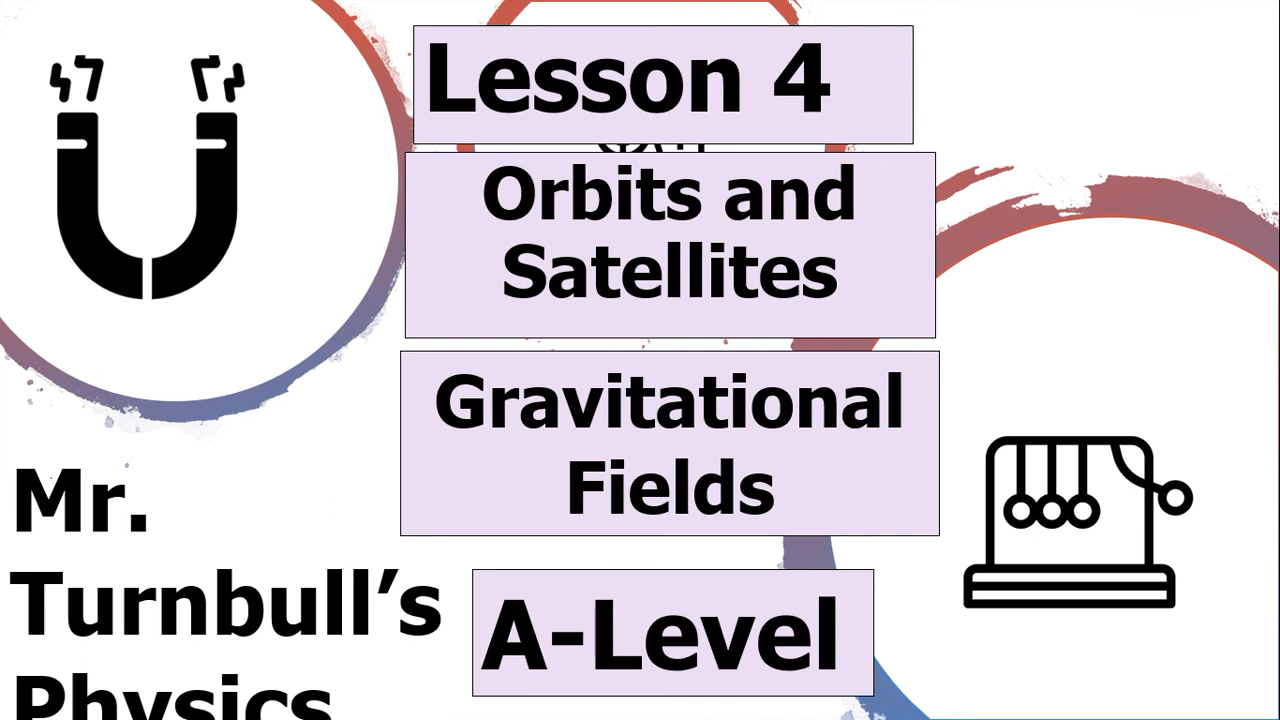 Lesson 4
Orbits and
Satellites
Gravitational
Fields
A-Level
Mr.
Turnbull’s
Physics